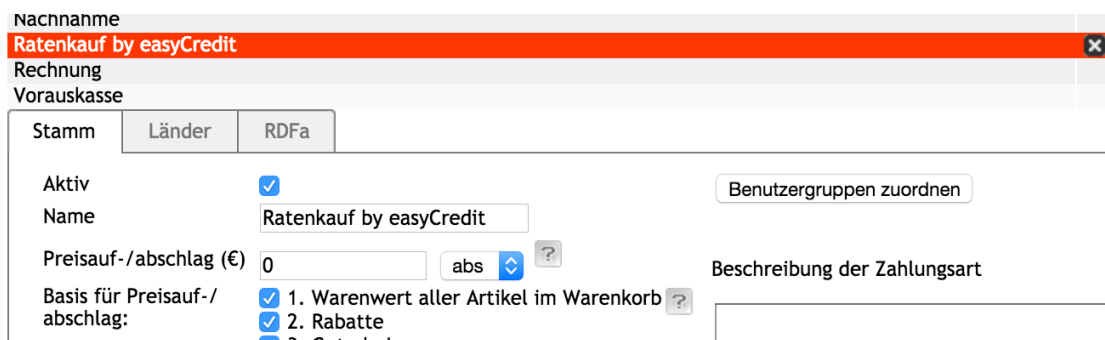 Nachnahme
Ratenkauf by easyCredit
Rechnung
Vorauskasse
Stamm Länder RDFa
Aktiv
Benutzergruppen zuordnen
Name Ratenkauf by easyCredit
Preisauf-/abschlag (€) 0 abs ?
Beschreibung der Zahlungsart
Basis für Preisauf-/ 1. Warenwert aller Artikel im Warenkorb ?
abschlag: 2. Rabatte